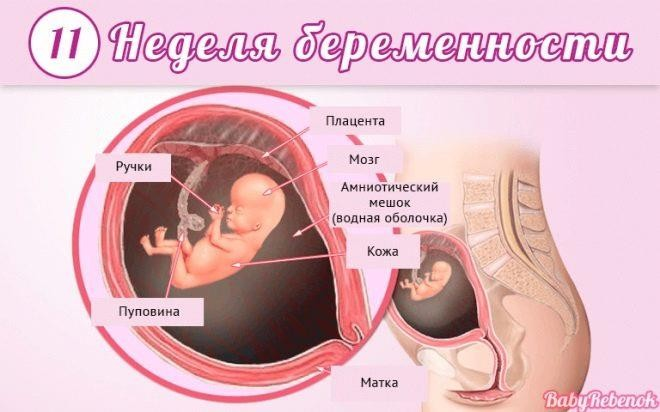 11 Неделя беременности
Плацента
Ручки
Мозг
Амниотический
мешок
(водная оболочка)
Кожа
Пуповина
Матка
BabyRebenok